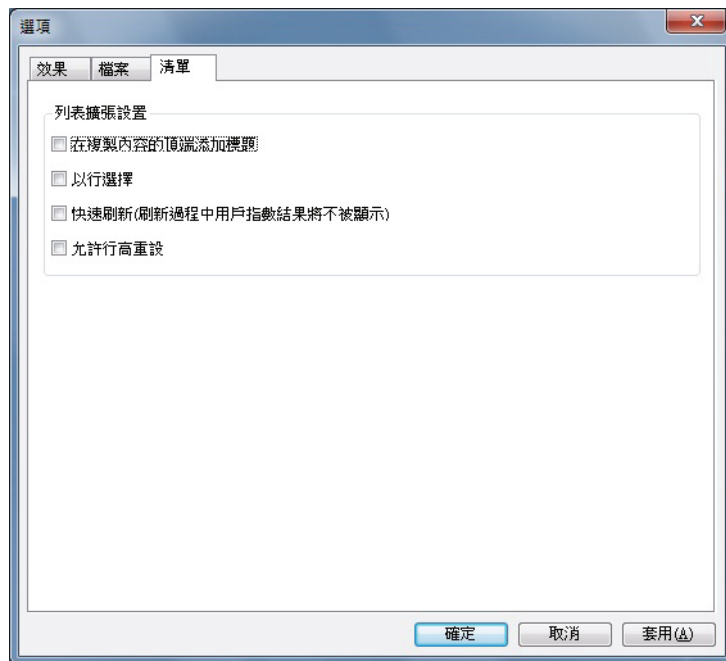 選項
效果
檔案
清單
列表擴張設置
在複製內容的頂端添加標題
以行選擇
快速刷新(刷新過程中用戶指數結果將不被顯示)
允許行高重設
確定
取消
套用(A)